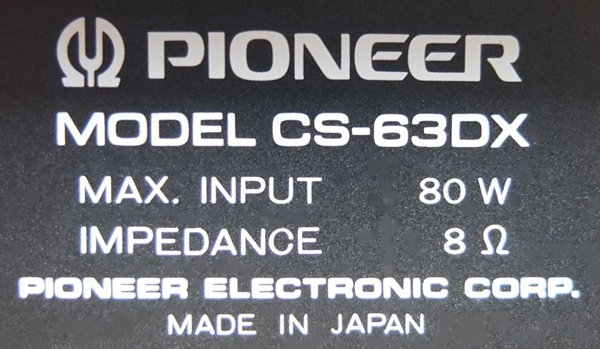 PIONEER
MODEL CS-63DX
MAX. INPUT 80 W
IMPEDANCE 8 Ω
PIONEER ELECTRONIC CORP.
MADE IN JAPAN